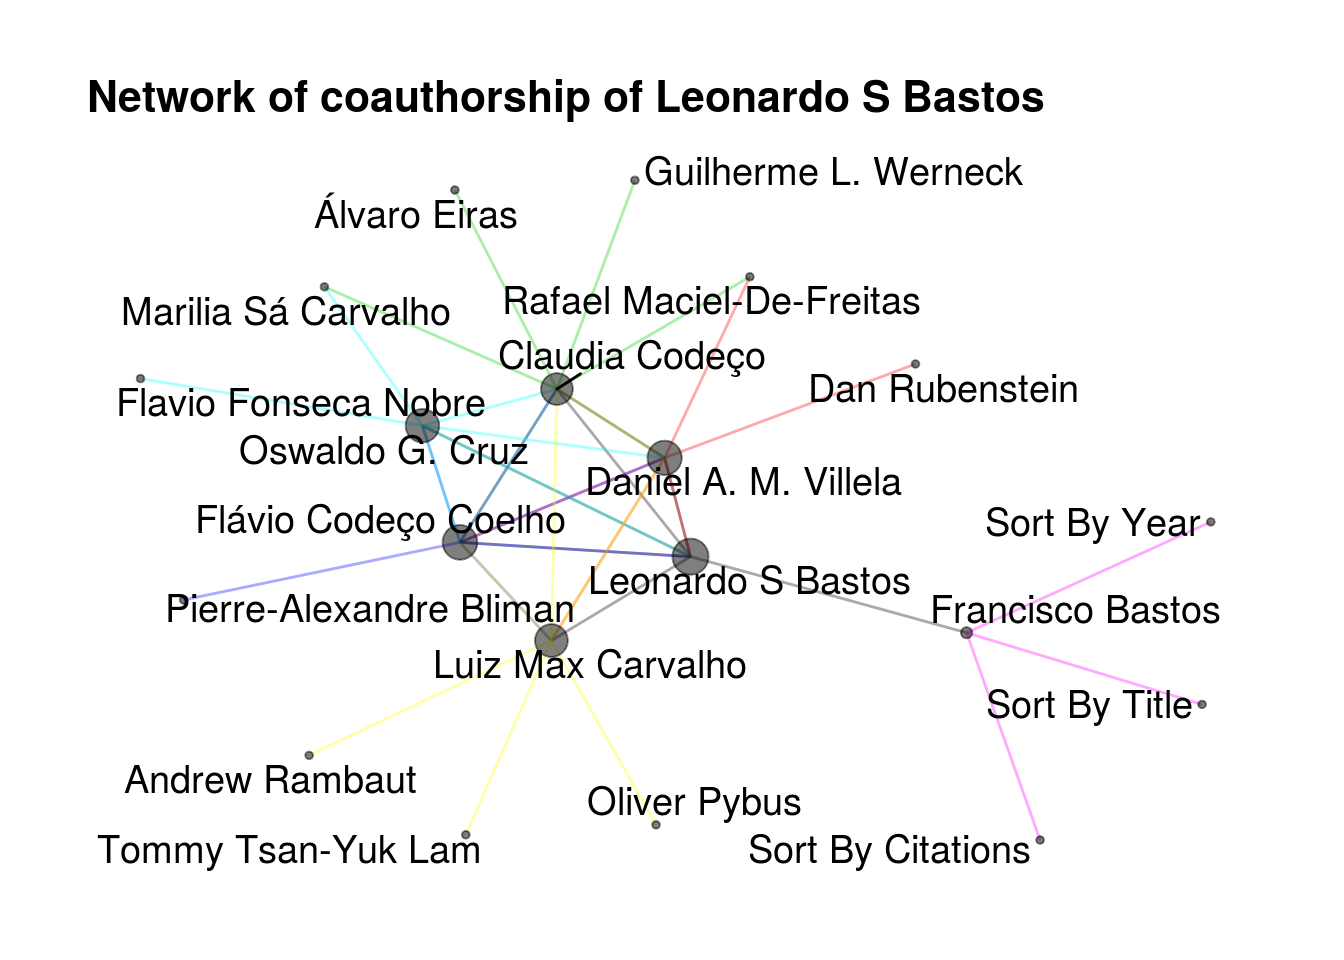 Network of coauthorship of Leonardo S Bastos
Guilherme L. Werneck
Álvaro Eiras
Marilia Sá Carvalho
Rafael Maciel-De-Freitas
Claudia Codeço
Dan Rubenstein
Flavio Fonseca Nobre
Oswaldo G. Cruz
Daniel A. M. Villela
Flávio Codeço Coelho
Sort By Year
Leonardo S Bastos
Pierre-Alexandre Bliman
Francisco Bastos
Luiz Max Carvalho
Sort By Title
Andrew Rambaut
Oliver Pybus
Tommy Tsan-Yuk Lam
Sort By Citations